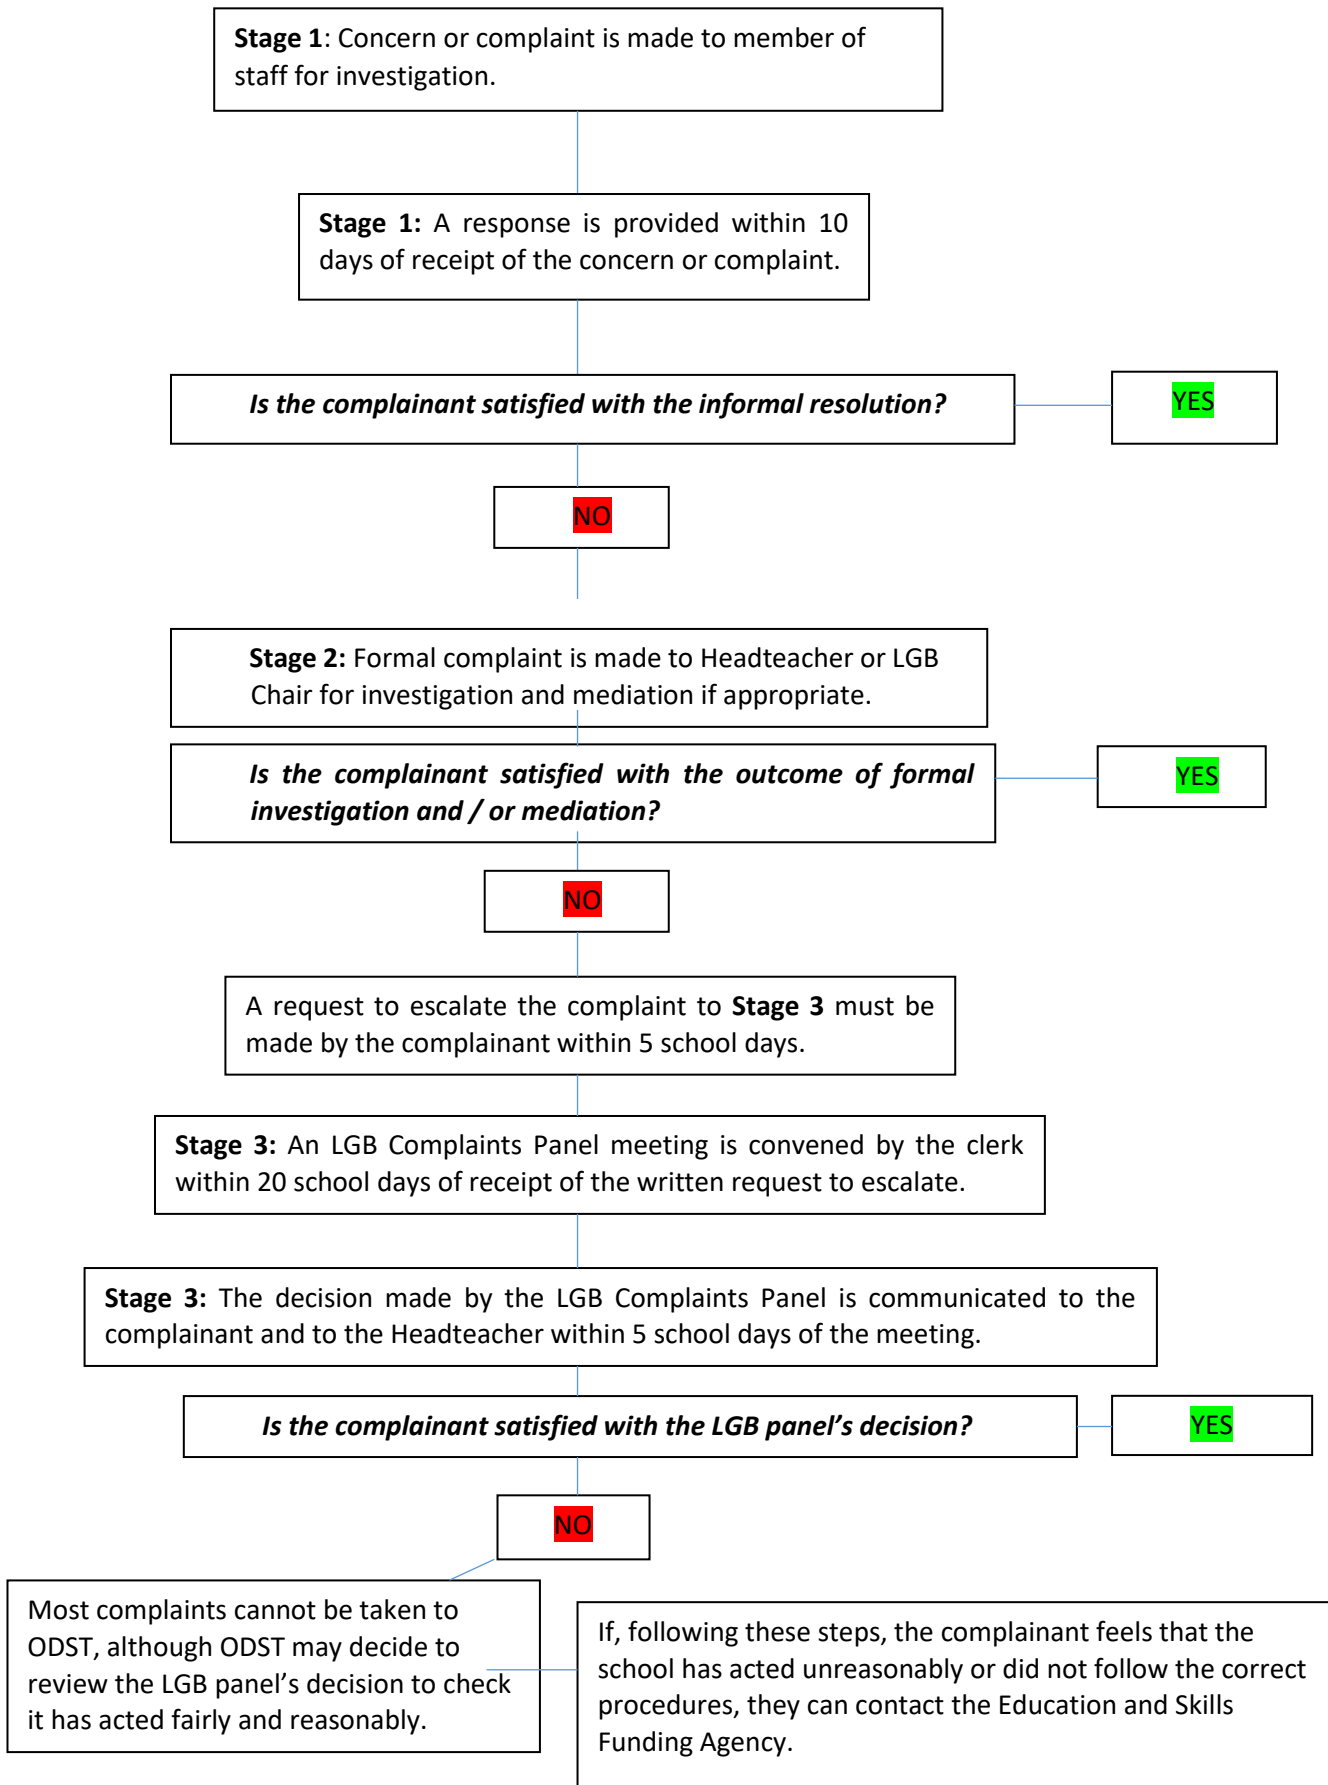 Stage 1: Concern or complaint is made to member of
staff for investigation.
Stage 1: A response is provided within 10
days of receipt of the concern or complaint.
Is the complainant satisfied with the informal resolution?
YES
NO
Stage 2: Formal complaint is made to Headteacher or LGB
Chair for investigation and mediation if appropriate.
Is the complainant satisfied with the outcome of formal
investigation and / or mediation?
YES
NO
A request to escalate the complaint to Stage 3 must be
made by the complainant within 5 school days.
Stage 3: An LGB Complaints Panel meeting is convened by the clerk
within 20 school days of receipt of the written request to escalate.
Stage 3: The decision made by the LGB Complaints Panel is communicated to the
complainant and to the Headteacher within 5 school days of the meeting.
Is the complainant satisfied with the LGB panel's decision?
YES
NO
Most complaints cannot be taken to
ODST, although ODST may decide to
review the LGB panel's decision to check
it has acted fairly and reasonably.
If, following these steps, the complainant feels that the
school has acted unreasonably or did not follow the correct
procedures, they can contact the Education and Skills
Funding Agency.